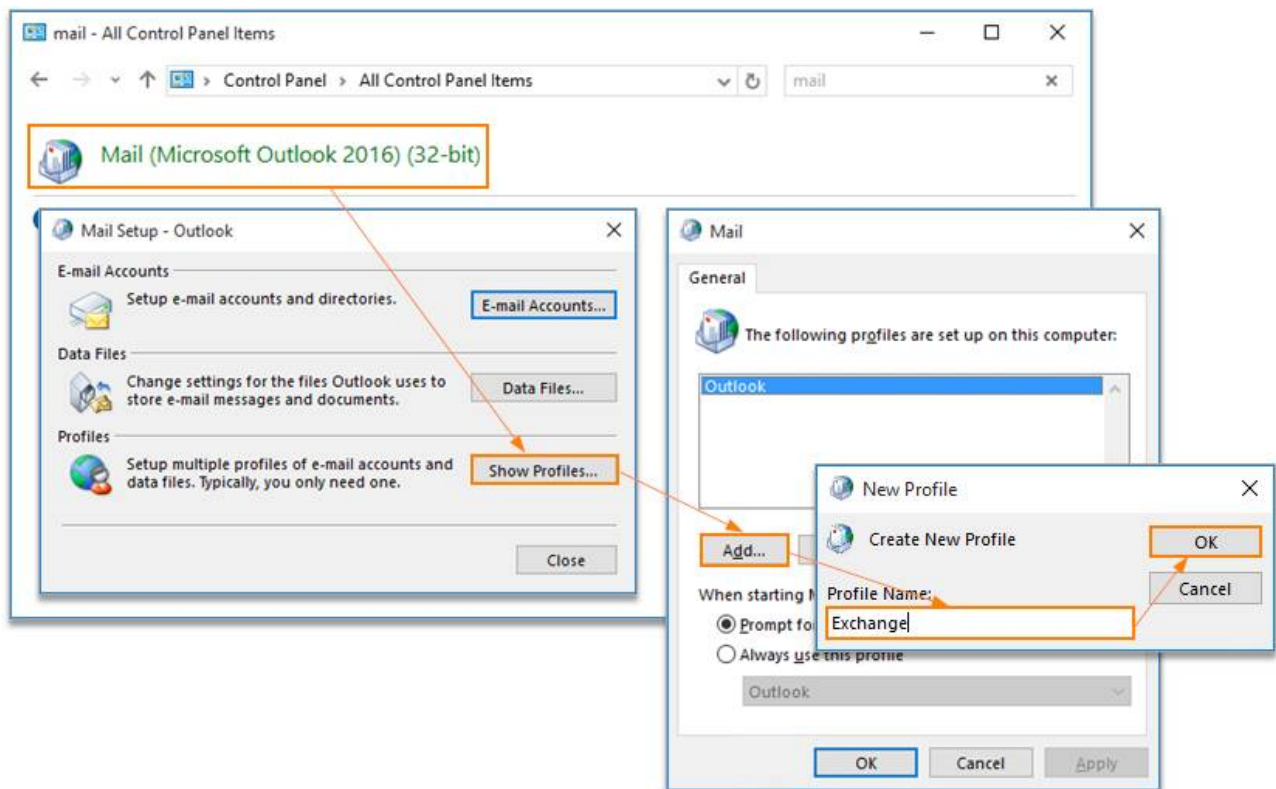 mail - All Control Panel Items
Control Panel > All Control Panel Items
mail
Mail (Microsoft Outlook 2016) (32-bit)
Mail Setup - Outlook
E-mail Accounts
Setup e-mail accounts and directories.
E-mail Accounts...
Data Files
Change settings for the files Outlook uses to
store e-mail messages and documents.
Data Files...
Profiles
Setup multiple profiles of e-mail accounts and
data files. Typically, you only need one.
Show Profiles...
Close
Mail
General
The following profiles are set up on this computer:
Outlook
Add...
When starting
Prompt fo
Always use this profile
Outlook
OK
Cancel
Apply
New Profile
Create New Profile
OK
Cancel
Profile Name:
Exchange